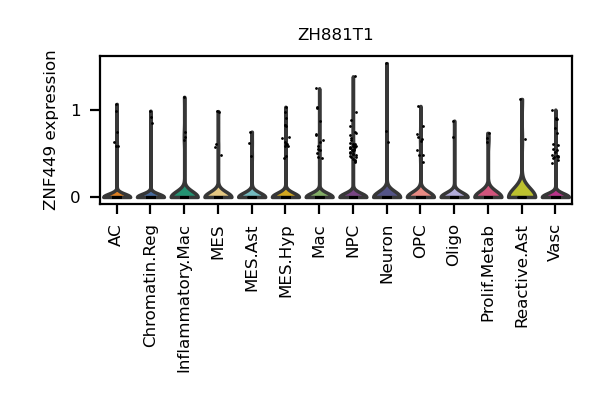 ZH881T1
ZNF449 expression
1
0
AC
Chromatin.Reg
Inflammatory.Mac
MES
MES.Ast
MES.Hyp
Mac
NPC
Neuron
OPC
Oligo
Prolif.Metab
Reactive.Ast
Vasc